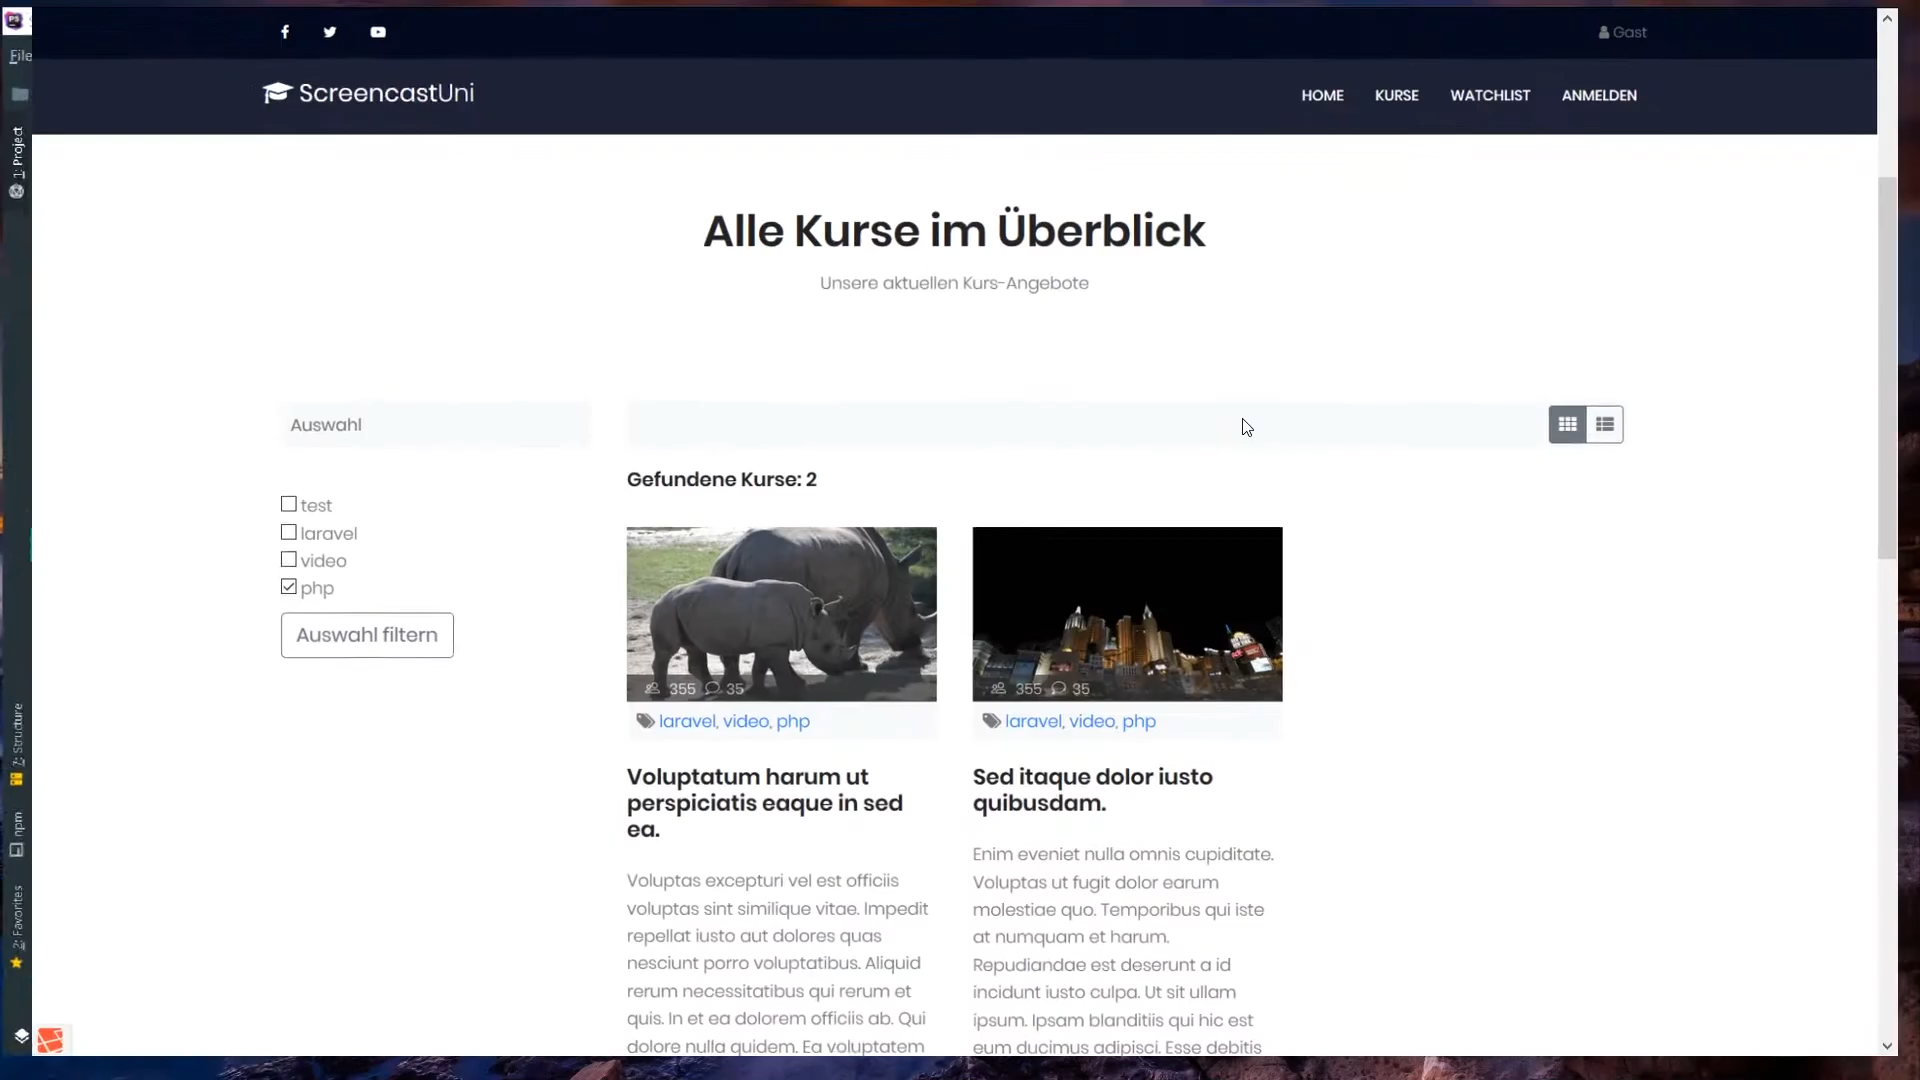 Gast
File
ScreencastUni
HOME
KURSE
WATCHLIST
ANMELDEN
1: Project
Alle Kurse im Überblick
Unsere aktuellen Kurs-Angebote
Auswahl
test
laravel
video
php
Auswahl filtern
Gefundene Kurse: 2
355 35
laravel, video, php
Voluptatum harum ut
perspiciatis eaque in sed
ea.
Voluptas excepturi vel est officiis
voluptas sint similique vitae. Impedit
repellat iusto aut dolores quas
nesciunt porro voluptatibus. Aliquid
rerum necessitatibus qui rerum et
quis. In et ea dolorem officiis ab. Qui
dolore nulla quidem. Ea voluptatem
355 35
laravel, video, php
Sed itaque dolor iusto
quibusdam.
Enim eveniet nulla omnis cupiditate.
Voluptas ut fugit dolor earum
molestiae quo. Temporibus qui iste
at numquam et harum.
Repudiandae est deserunt a id
incidunt iusto culpa. Ut sit ullam
ipsum. Ipsam blanditiis qui hic est
eum ducimus adipisci. Esse debitis
7: Structure
npm
2: Favorites